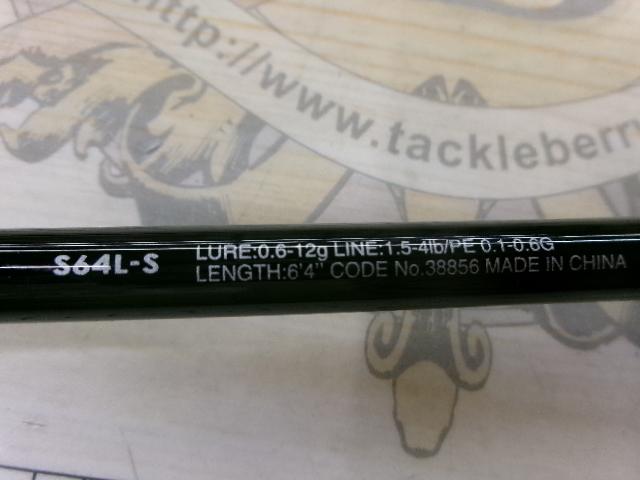 http://www.tackleberr
S64L-S
LURE:0.6-12g LINE:1.5-4lb/PE 0.1-0.6G
LENGTH:6'4" CODE No.38856 MADE IN CHINA